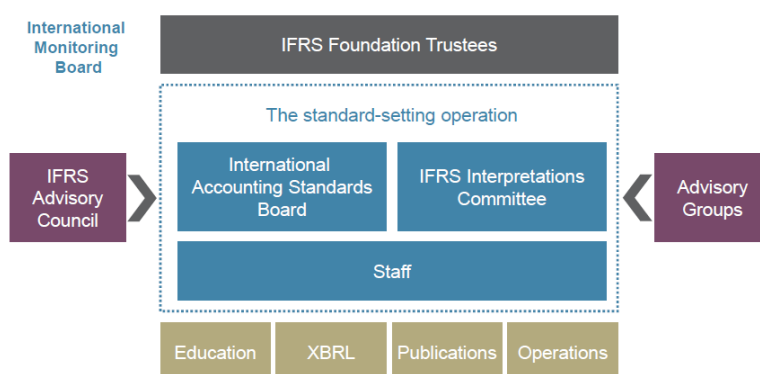 International
Monitoring
Board
IFRS Foundation Trustees
The standard-setting operation
IFRS
Advisory
Council
International
Accounting Standards
Board
IFRS Interpretations
Committee
Advisory
Groups
Staff
Education
XBRL
Publications
Operations